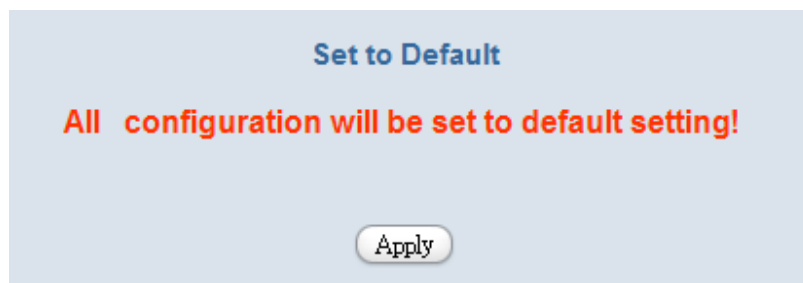 Set to Default
All configuration will be set to default setting!
Apply